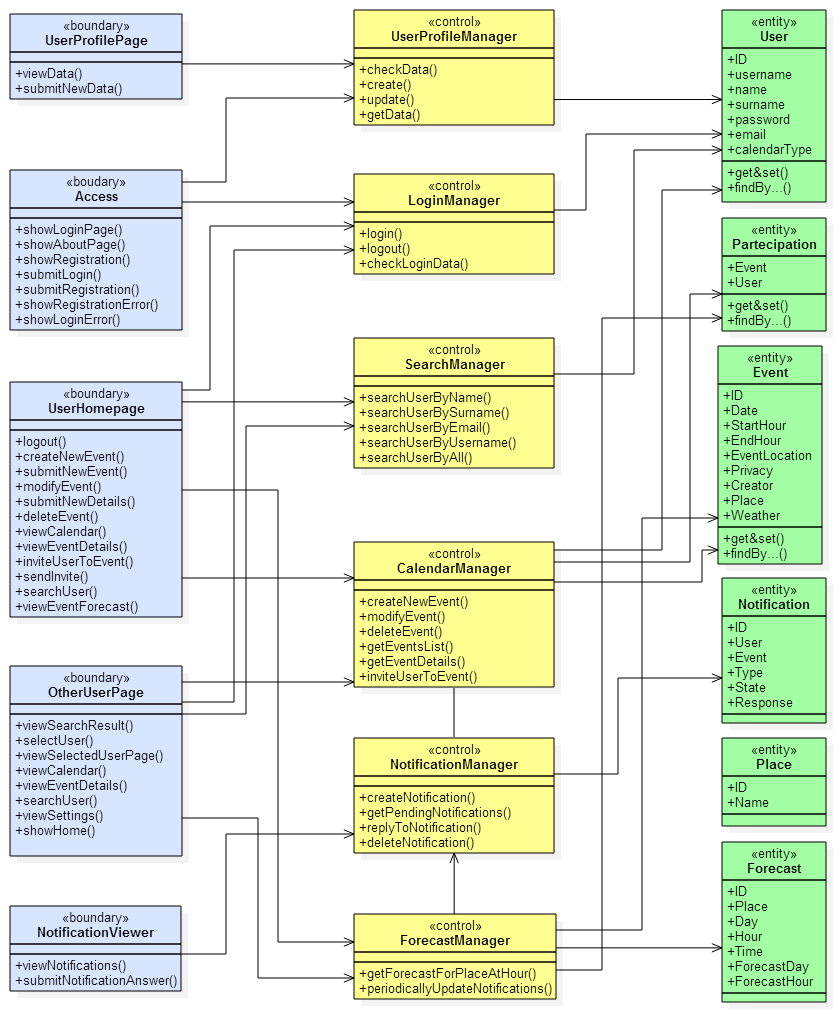 «boundary»
UserProfilePage
+viewData()
+submitNewData()
«boudary»
Access
+showLoginPage()
+showAboutPage()
+showRegistration()
+submitLogin()
+submitRegistration()
+showRegistrationError()
+showLoginError()
«boundary»
UserHomepage
+logout()
+createNewEvent()
+submitNewEvent()
+modifyEvent()
+submitNewDetails()
+deleteEvent()
+viewCalendar()
+viewEventDetails()
+inviteUserToEvent()
+sendInvite()
+searchUser()
+viewEventForecast()
«boundary»
OtherUserPage
+viewSearchResult()
+selectUser()
+viewSelectedUserPage()
+viewCalendar()
+viewEventDetails()
+searchUser()
+viewSettings()
+showHome()
«boundary»
NotificationViewer
+viewNotifications()
+submitNotificationAnswer()
«control»
UserProfileManager
+checkData()
+create()
+update()
+getData()
«control»
LoginManager
+login()
+logout()
+checkLoginData()
«control»
SearchManager
+searchUserByName()
+searchUserBySurname()
+searchUserByEmail()
+searchUserByUsername()
+searchUserByAll()
«control»
CalendarManager
+createNewEvent()
+modifyEvent()
+deleteEvent()
+getEventsList()
+getEventDetails()
+inviteUserToEvent()
«control»
NotificationManager
+createNotification()
+getPendingNotifications()
+replyToNotification()
+deleteNotification()
«control»
ForecastManager
+getForecastForPlaceAtHour()
+periodicallyUpdateNotifications()
«entity»
User
+ID
+username
+name
+surname
+password
+email
+calendarType
+get&set()
+findBy...()
«entity»
Partecipation
+Event
+User
+get&set()
+findBy...()
«entity»
Event
+ID
+Date
+StartHour
+EndHour
+EventLocation
+Privacy
+Creator
+Place
+Weather
+get&set()
+findBy...()
«entity»
Notification
+ID
+User
+Event
+Type
+State
+Response
«entity»
Place
+ID
+Name
«entity»
Forecast
+ID
+Place
+Day
+Hour
+Time
+ForecastDay
+ForecastHour